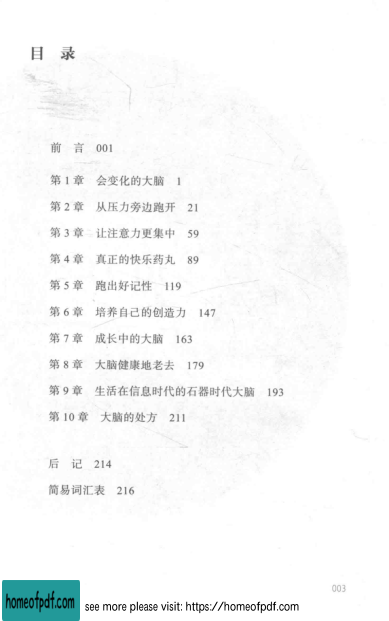 目 录
前 言 001
第 1 章 会变化的大脑 1
第 2 章 从压力旁边跑开 21
第 3 章 让注意力更集中 59
第 4 章 真正的快乐药丸 89
第 5 章 跑出好记性 119
第 6 章 培养自己的创造力 147
第 7 章 成长中的大脑 163
第 8 章 大脑健康地老去 179
第 9 章 生活在信息时代的石器时代大脑 193
第 10 章 大脑的处方 211
后 记 214
简易词汇表 216
003
homeofpdf.com see more please visit: https://homeofpdf.com